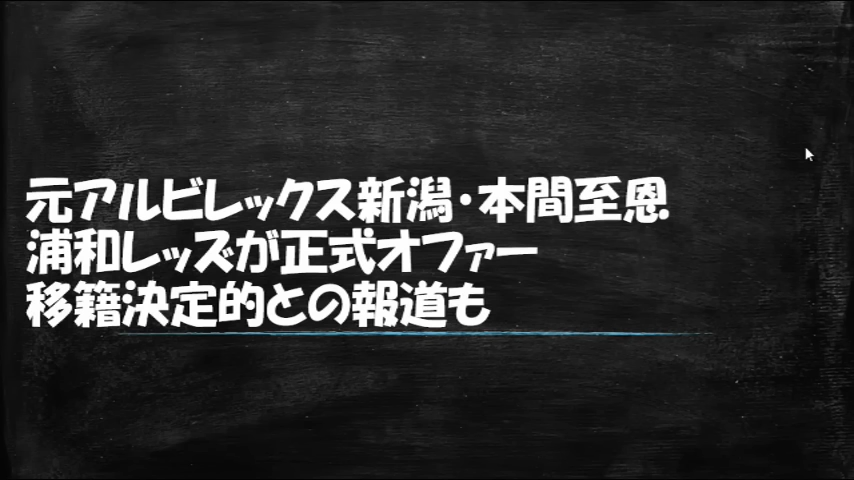 元アルビレックス新潟・本間至恩
浦和レッズが正式オファー
移籍決定的との報道も